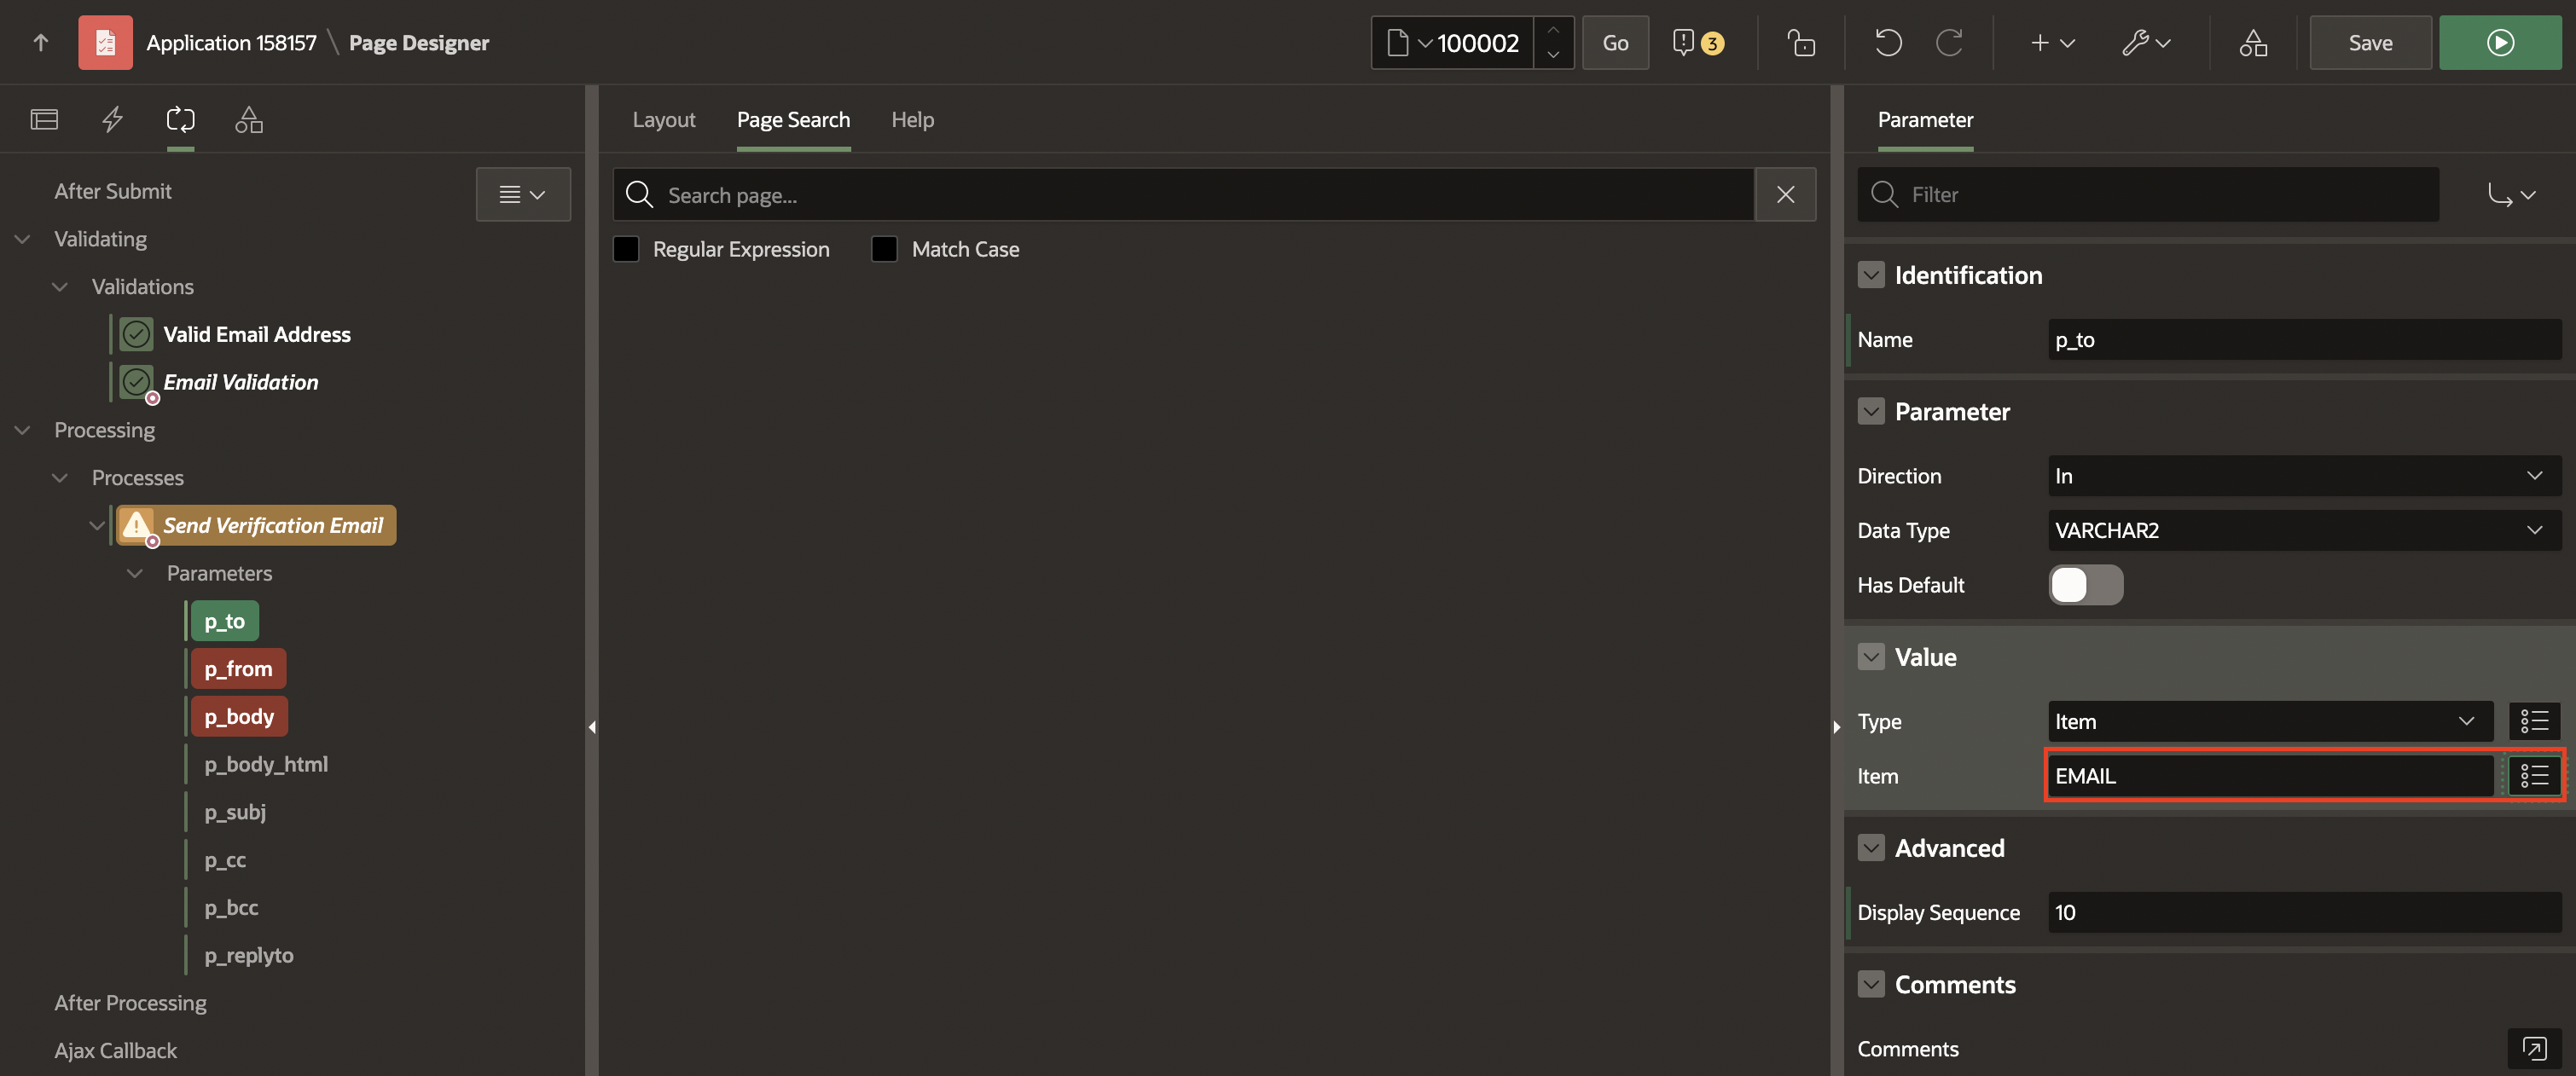 Application 158157 \ Page Designer
100002
Go
3
Save
After Submit
Validating
Validations
Valid Email Address
Email Validation
Processing
Processes
Send Verification Email
Parameters
p_to
p_from
p_body
p_body_html
p_subj
p_cc
p_bcc
p_replyto
After Processing
Ajax Callback
Layout Page Search Help
Search page...
Regular Expression Match Case
Parameter
Filter
Identification
Name p_to
Parameter
Direction In
Data Type VARCHAR2
Has Default
Value
Type Item
Item EMAIL
Advanced
Display Sequence 10
Comments
Comments